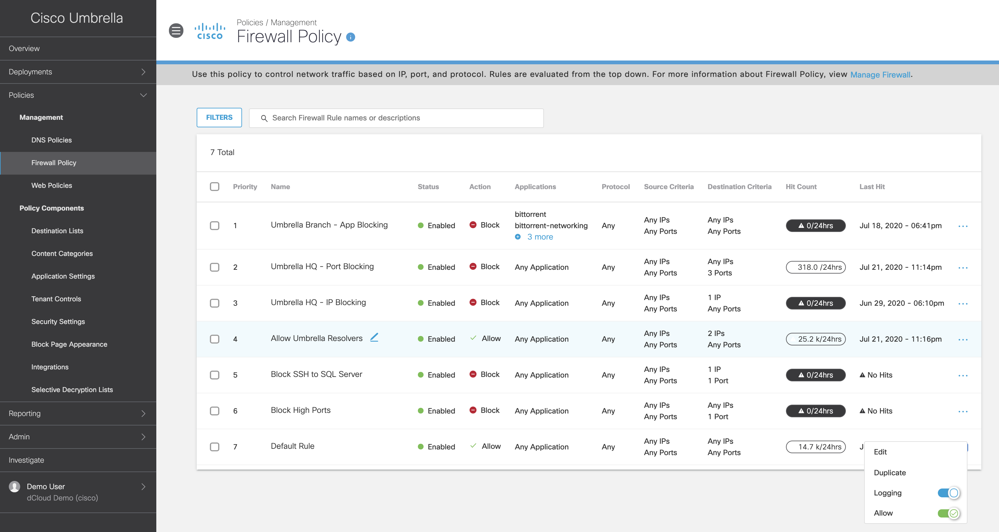 Cisco Umbrella
Overview
Deployments
Policies
Management
DNS Policies
Firewall Policy
Web Policies
Policy Components
Destination Lists
Content Categories
Application Settings
Tenant Controls
Security Settings
Block Page Appearance
Integrations
Selective Decryption Lists
Reporting
Admin
Investigate
Demo User
dCloud Demo (cisco)
CISCO
Policies / Management
Firewall Policy
Use this policy to control network traffic based on IP, port, and protocol. Rules are evaluated from the top down. For more information about Firewall Policy, view Manage Firewall.
FILTERS
Search Firewall Rule names or descriptions
7 Total
Priority Name Status Action Applications Protocol Source Criteria Destination Criteria Hit Count Last Hit
bittorrent
Any IPs Any IPs
1 Umbrella Branch - App Blocking Enabled Block bittorrent-networking Any 0/24hrs Jul 18, 2020 - 06:41pm
Any Ports Any Ports
3 more
Any IPs Any IPs
2 Umbrella HQ - Port Blocking Enabled Block Any Application Any 318.0 /24hrs Jul 21, 2020 - 11:14pm
Any Ports 3 Ports
Any IPs 1 IP
3 Umbrella HQ - IP Blocking Enabled Block Any Application Any 0/24hrs Jun 29, 2020 - 06:10pm
Any Ports Any Ports
Any IPs 2 IPs
4 Allow Umbrella Resolvers Enabled Allow Any Application Any 25.2 k/24hrs Jul 21, 2020 - 11:16pm
Any Ports Any Ports
Any IPs 1 IP
5 Block SSH to SQL Server Enabled Block Any Application Any 0/24hrs No Hits
Any Ports 1 Port
Any IPs Any IPs
6 Block High Ports Enabled Block Any Application Any 0/24hrs No Hits
Any Ports 1 Port
Any IPs Any IPs
7 Default Rule Enabled Allow Any Application Any 14.7 k/24hrs J
Any Ports Any Ports
Edit
Duplicate
Logging
Allow